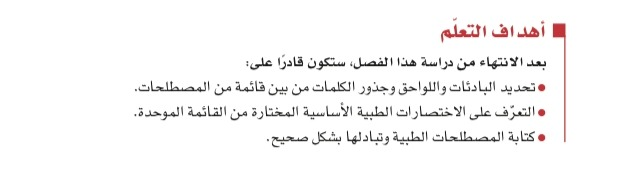 أهداف التعلّم
بعد الانتهاء من دراسة هذا الفصل، ستكون قادرًا على:
● تحديد البادئات واللواحق وجذور الكلمات من بين قائمة من المصطلحات.
● التعرّف على الاختصارات الطبية الأساسية المختارة من القائمة الموحدة.
● كتابة المصطلحات الطبية وتبادلها بشكل صحيح.